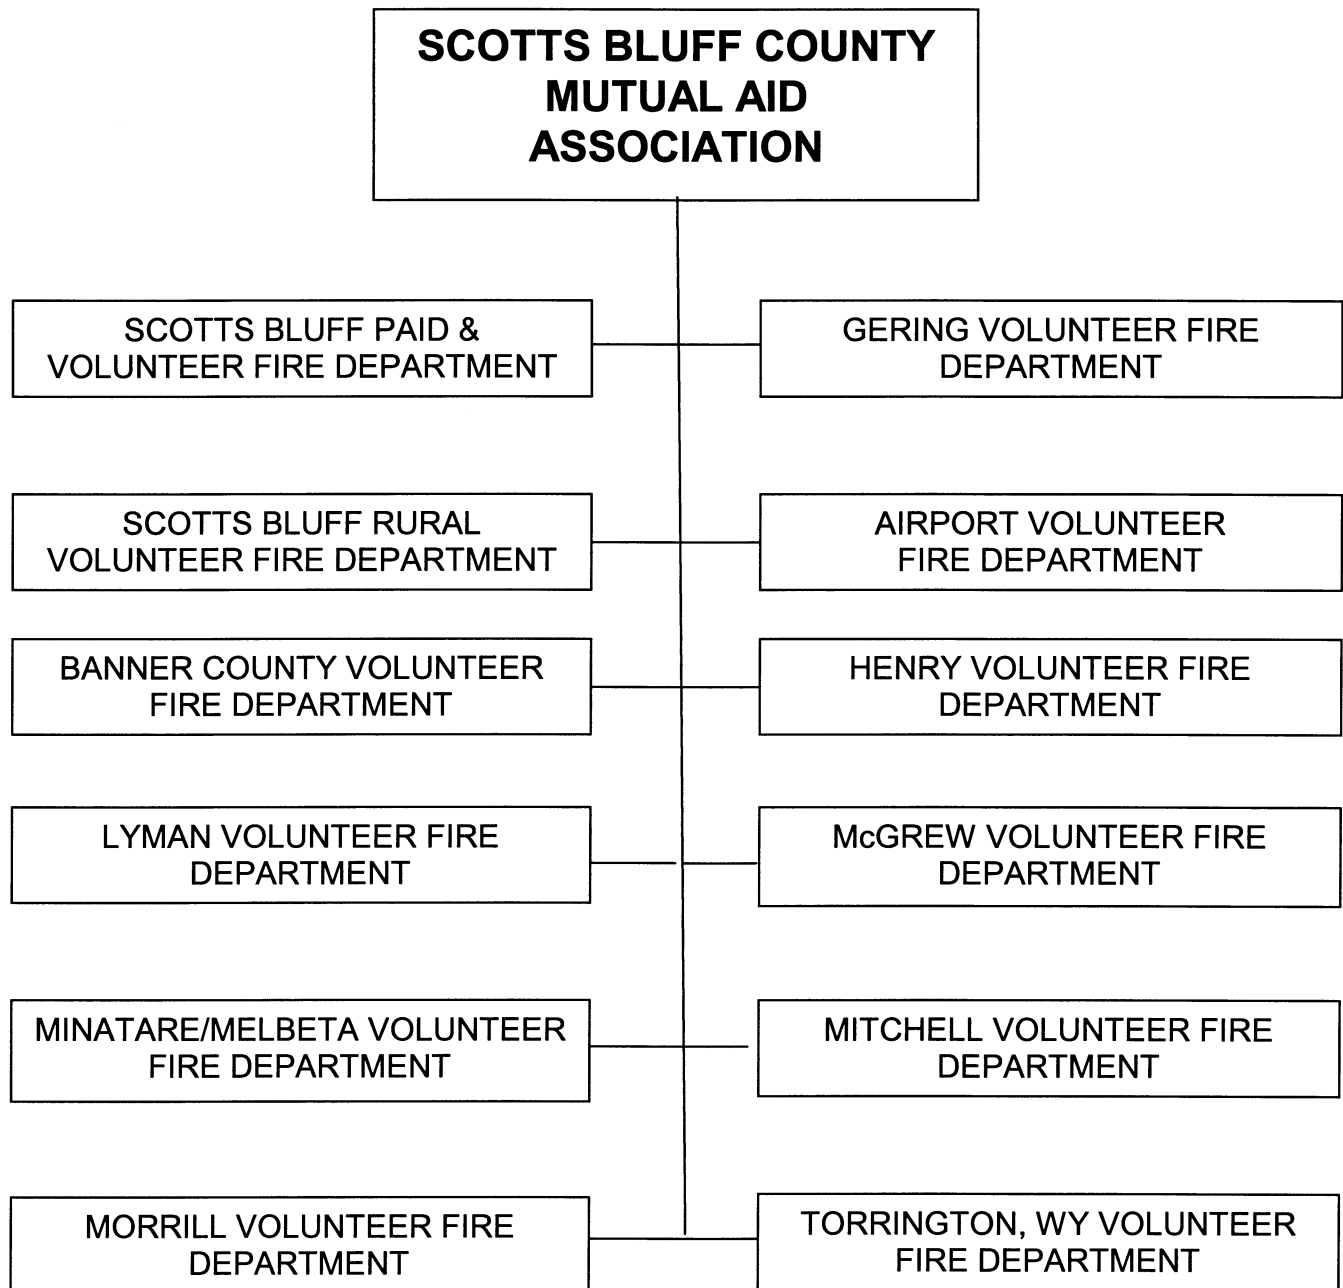 SCOTTS BLUFF COUNTY
MUTUAL AID
ASSOCIATION
SCOTTS BLUFF PAID &
VOLUNTEER FIRE DEPARTMENT
GERING VOLUNTEER FIRE
DEPARTMENT
SCOTTS BLUFF RURAL
VOLUNTEER FIRE DEPARTMENT
AIRPORT VOLUNTEER
FIRE DEPARTMENT
BANNER COUNTY VOLUNTEER
FIRE DEPARTMENT
HENRY VOLUNTEER FIRE
DEPARTMENT
LYMAN VOLUNTEER FIRE
DEPARTMENT
McGREW VOLUNTEER FIRE
DEPARTMENT
MINATARE/MELBETA VOLUNTEER
FIRE DEPARTMENT
MITCHELL VOLUNTEER FIRE
DEPARTMENT
MORRILL VOLUNTEER FIRE
DEPARTMENT
TORRINGTON, WY VOLUNTEER
FIRE DEPARTMENT